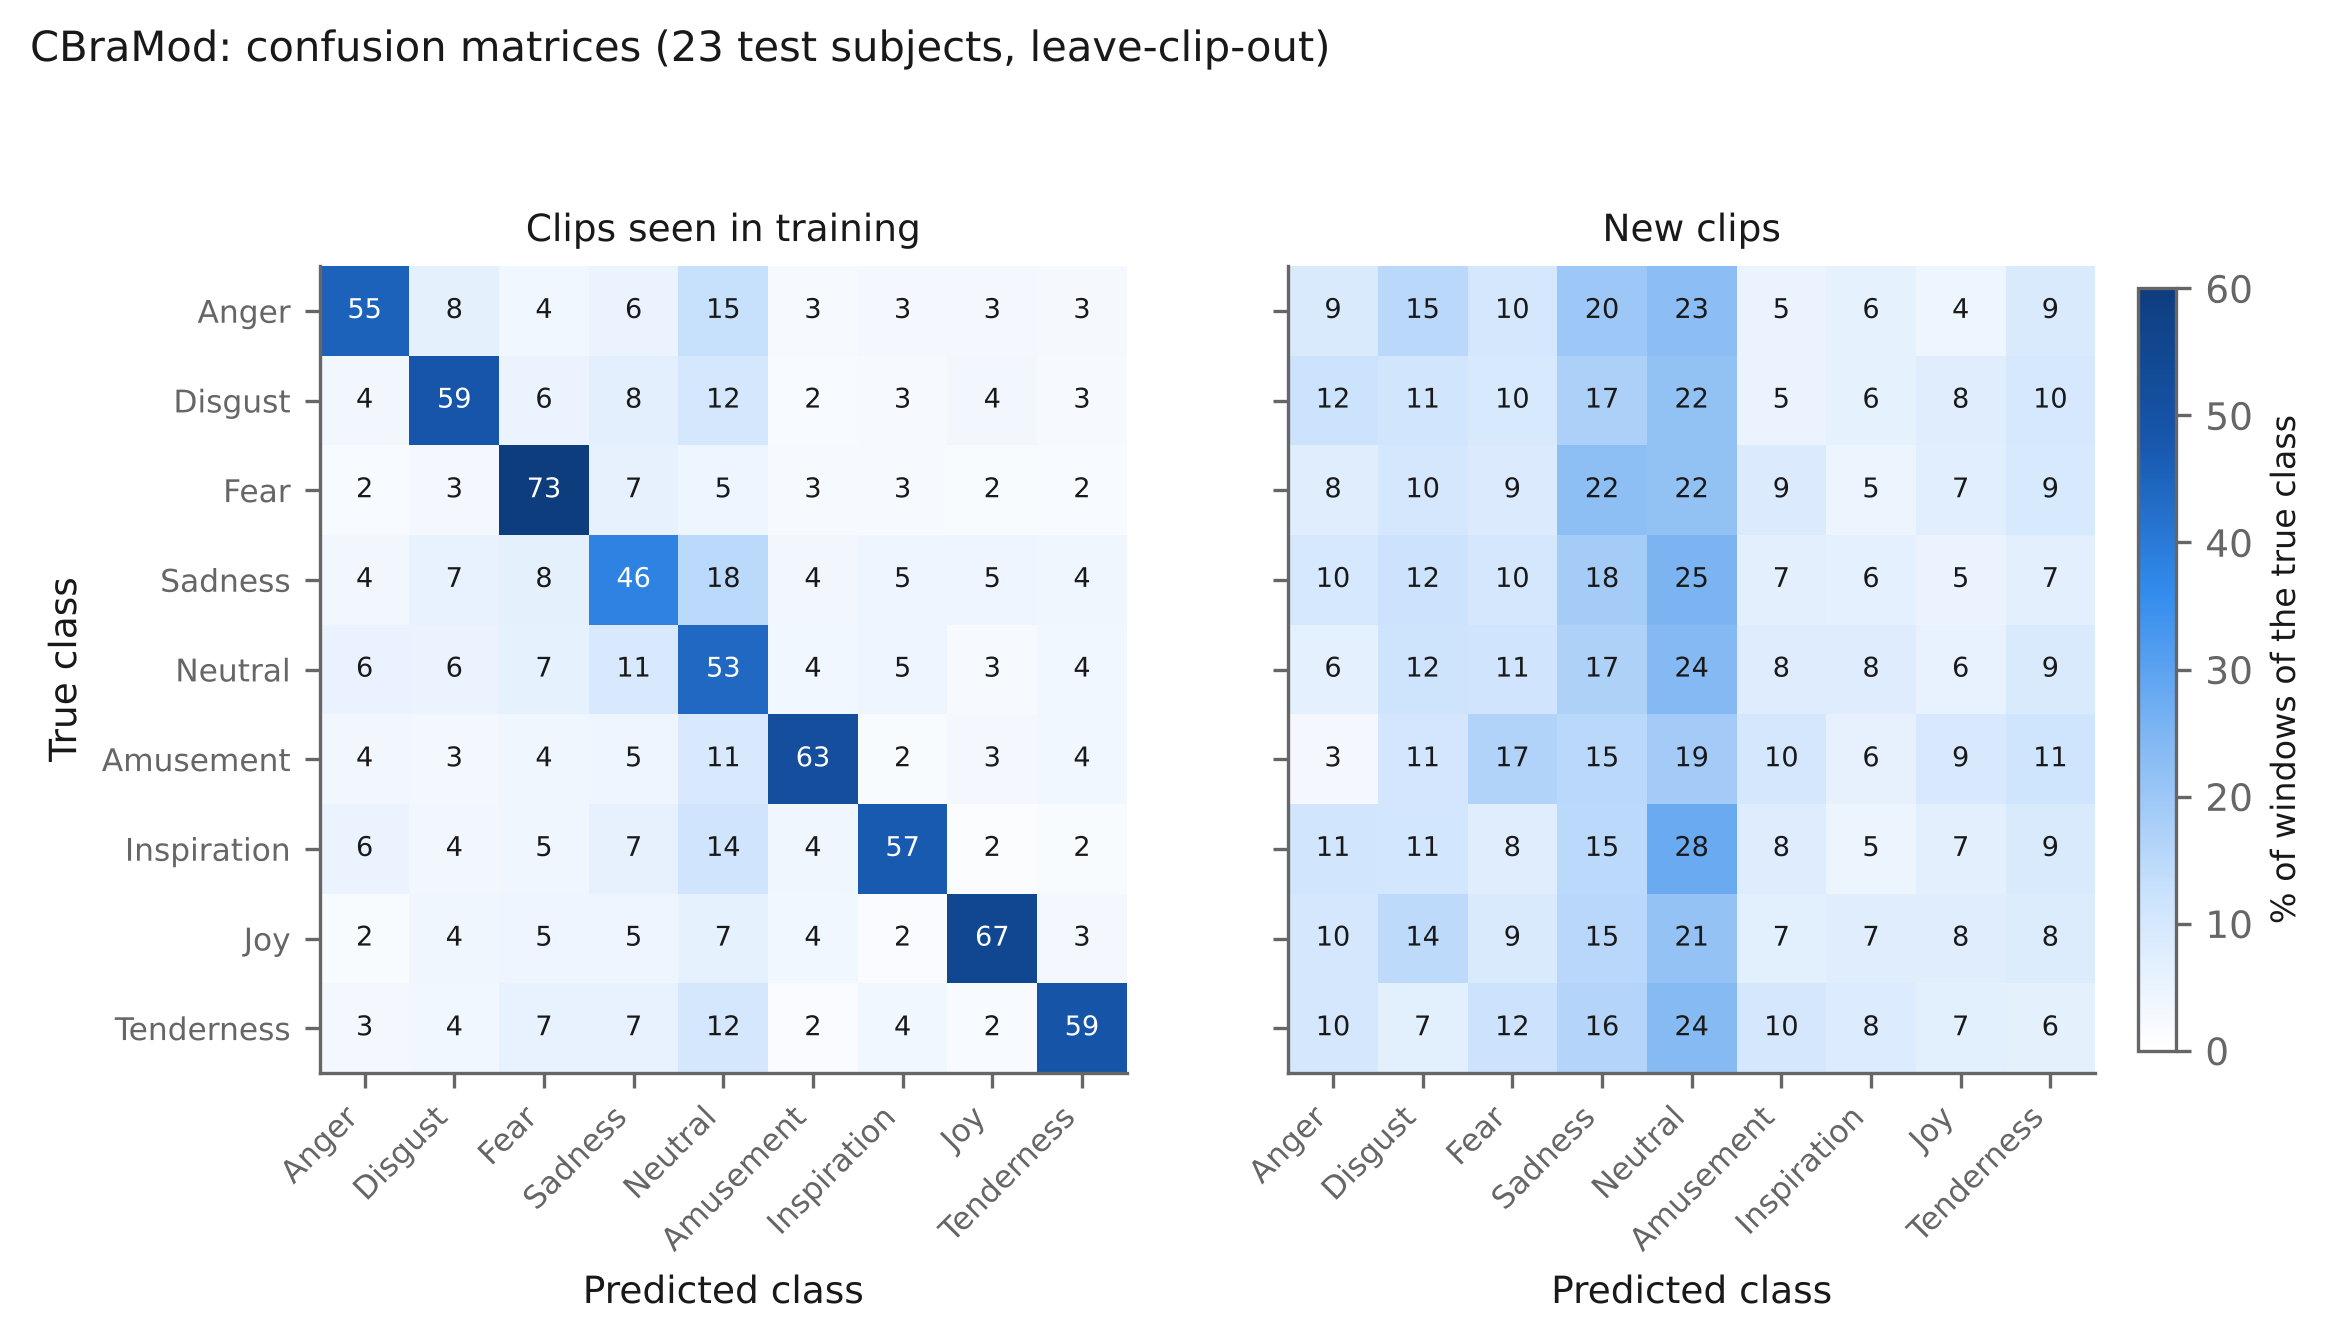 CBraMod: confusion matrices (23 test subjects, leave-clip-out)
Clips seen in training
New clips
True class
Anger 55 8 4 6 15 3 3 3 3
Disgust 4 59 6 8 12 2 3 4 3
Fear 2 3 73 7 5 3 3 2 2
Sadness 4 7 8 46 18 4 5 5 4
Neutral 6 6 7 11 53 4 5 3 4
Amusement 4 3 4 5 11 63 2 3 4
Inspiration 6 4 5 7 14 4 57 2 2
Joy 2 4 5 5 7 4 2 67 3
Tenderness 3 4 7 7 12 2 4 2 59
Anger Disgust Fear Sadness Neutral Amusement Inspiration Joy Tenderness
Predicted class
9 15 10 20 23 5 6 4 9
12 11 10 17 22 5 6 8 10
8 10 9 22 22 9 5 7 9
10 12 10 18 25 7 6 5 7
6 12 11 17 24 8 8 6 9
3 11 17 15 19 10 6 9 11
11 11 8 15 28 8 5 7 9
10 14 9 15 21 7 7 8 8
10 7 12 16 24 10 8 7 6
Anger Disgust Fear Sadness Neutral Amusement Inspiration Joy Tenderness
Predicted class
60
50
40
30
20
10
0
% of windows of the true class